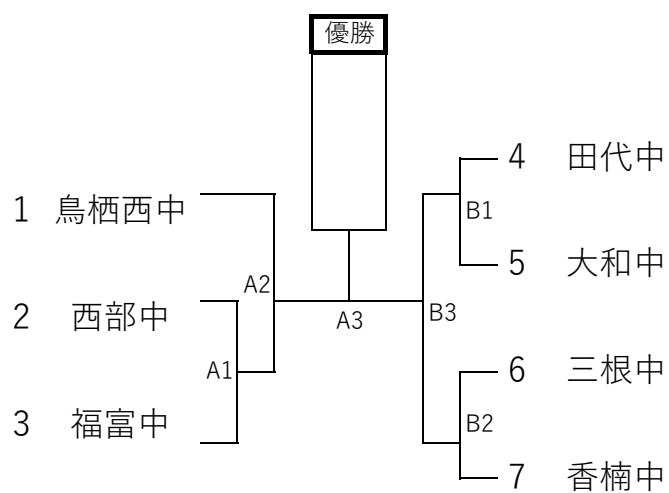 優勝
1 鳥栖西中
2 西部中
3 福富中
A1
A2
A3
B3
B1
B2
4 田代中
5 大和中
6 三根中
7 香楠中